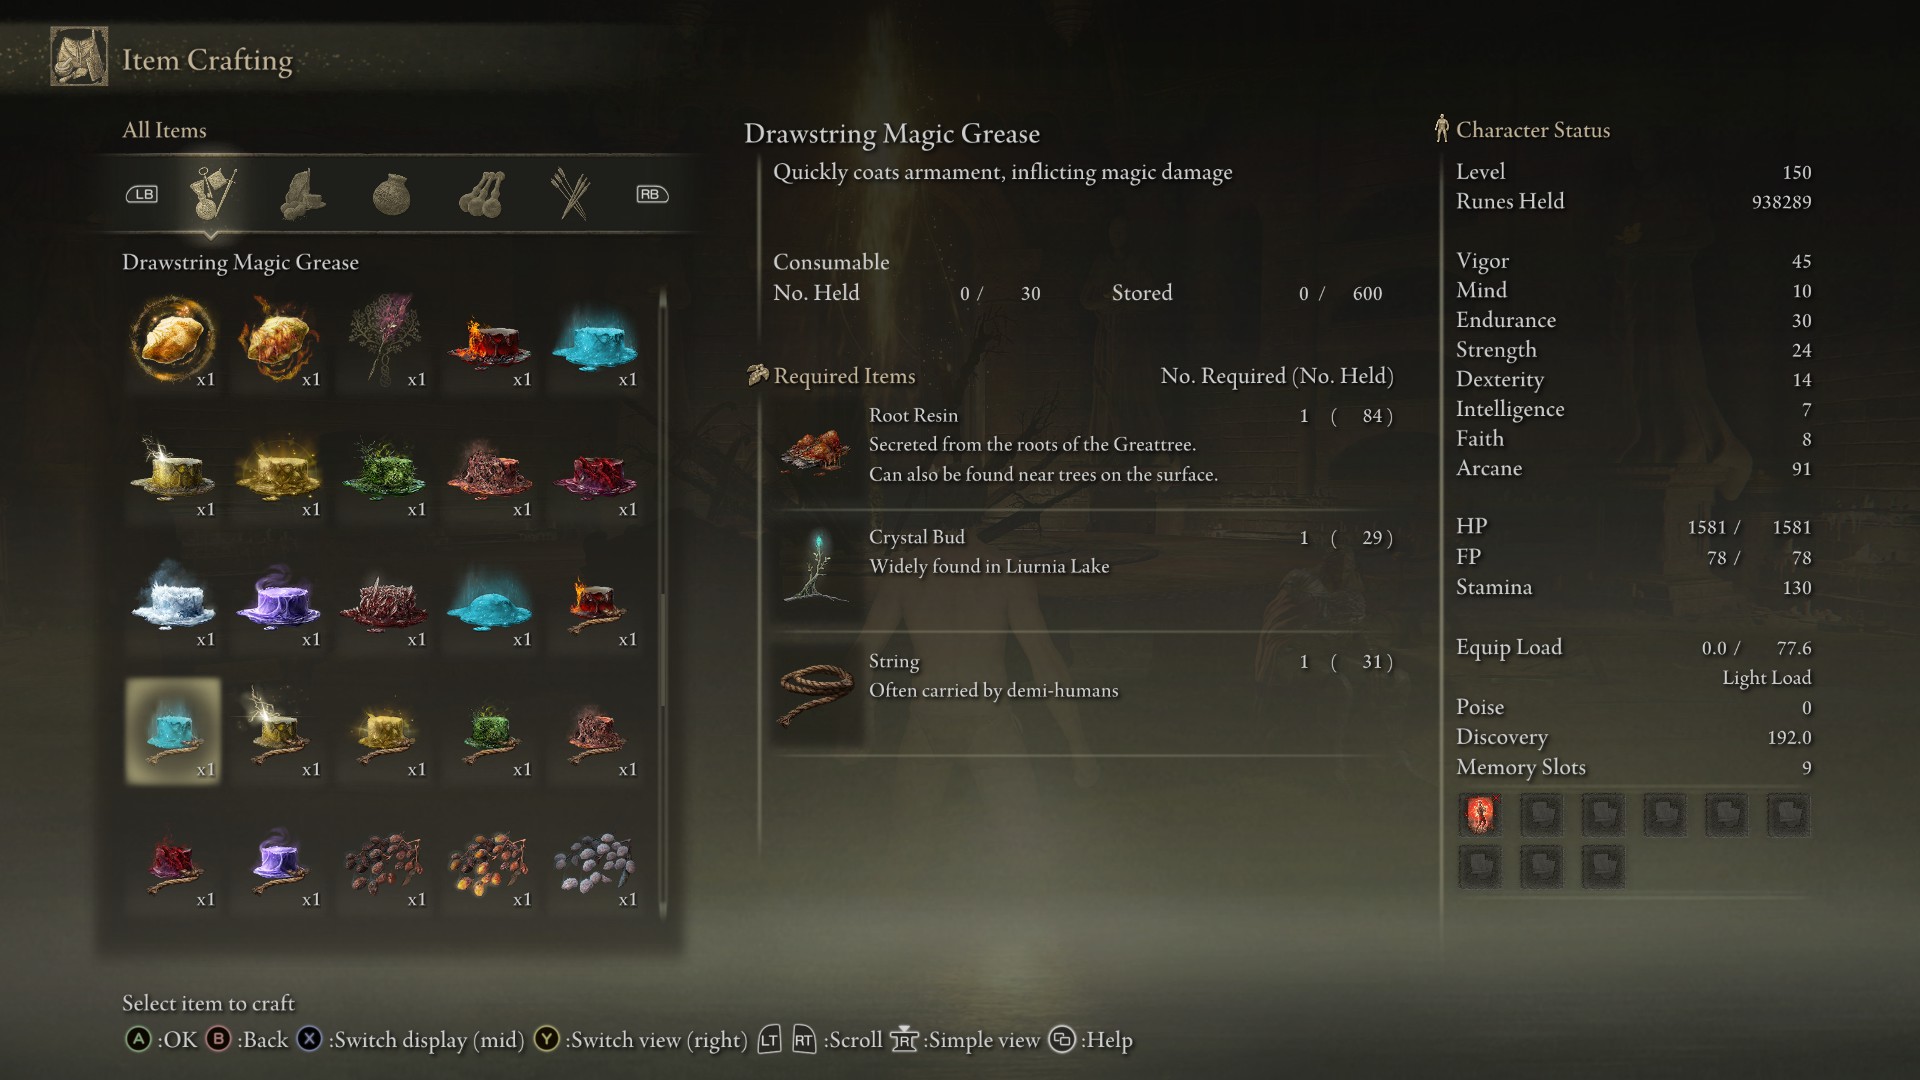 Item Crafting
All Items
LB
RB
Drawstring Magic Grease
x1 x1 x1 x1 x1
x1 x1 x1 x1 x1
x1 x1 x1 x1 x1
x1 x1 x1 x1 x1
x1 x1 x1 x1 x1
Drawstring Magic Grease
Quickly coats armament, inflicting magic damage
Consumable
No. Held 0 / 30 Stored 0 / 600
Required Items No. Required (No. Held)
Root Resin 1 ( 84 )
Secreted from the roots of the Greattree.
Can also be found near trees on the surface.
Crystal Bud 1 ( 29 )
Widely found in Liurnia Lake
String 1 ( 31 )
Often carried by demi-humans
Character Status
Level 150
Runes Held 938289
Vigor 45
Mind 10
Endurance 30
Strength 24
Dexterity 14
Intelligence 7
Faith 8
Arcane 91
HP 1581 / 1581
FP 78 / 78
Stamina 130
Equip Load 0.0 / 77.6
Light Load
Poise 0
Discovery 192.0
Memory Slots 9
Select item to craft
A :OK B :Back X :Switch display (mid) Y :Switch view (right) LT RT :Scroll R :Simple view :Help